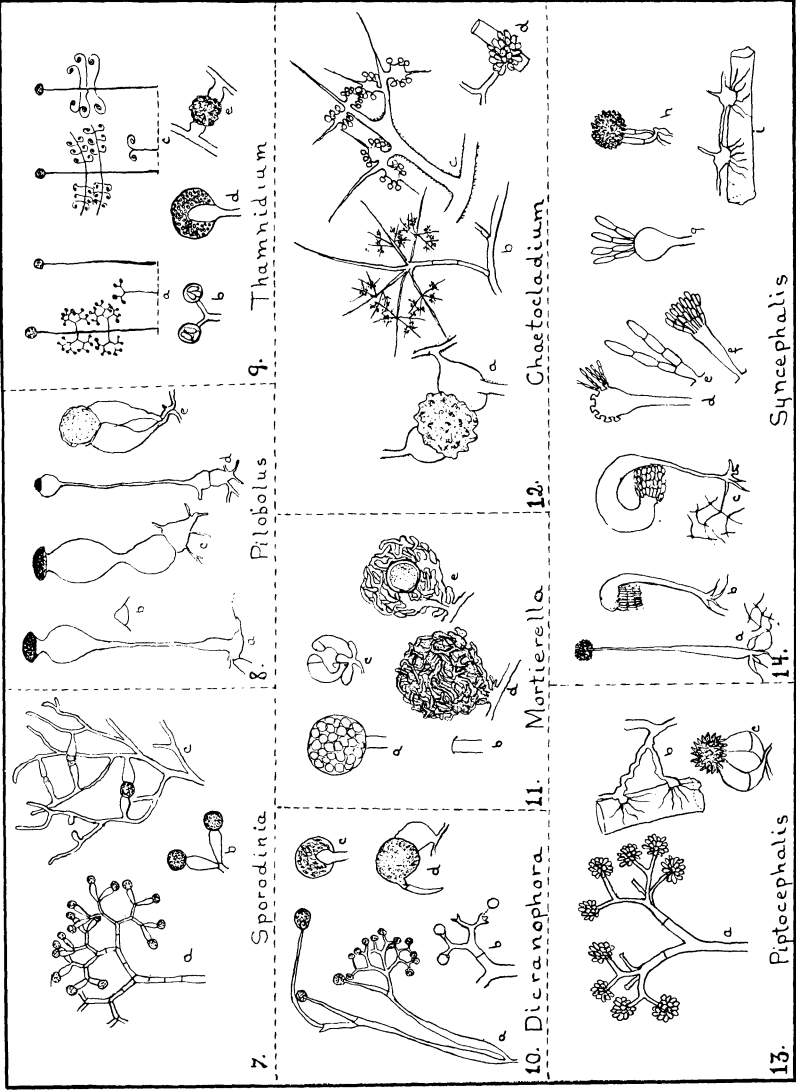 a
b
c
7. Sporodinia
a
b
c
d
e
8. Pilobolus
a
b
c
d
e
9. Thamnidium
a
b
c
d
10. Dicranophora
a
b
c
d
e
11. Mortierella
a
b
c
d
12. Chaetocladium
a
b
c
13. Piptocephalis
a
b
c
d
e
f
g
h
i
14. Syncephalis